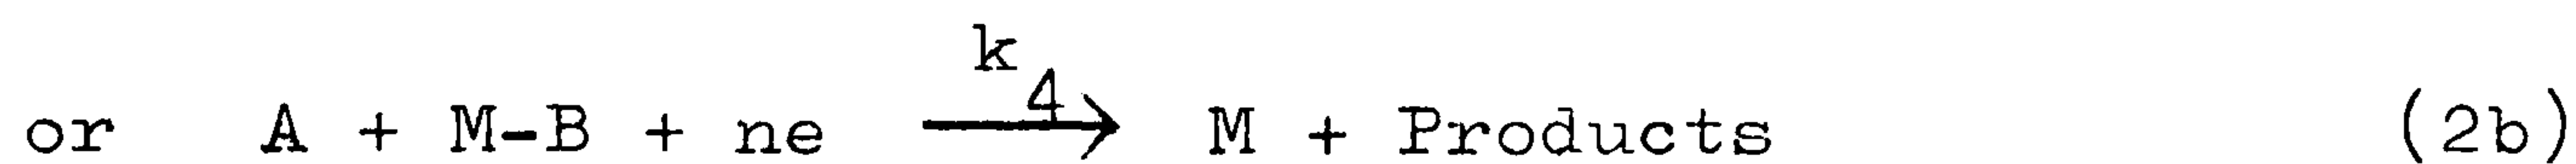 or A + M-B + ne k4→ M + Products (2b)